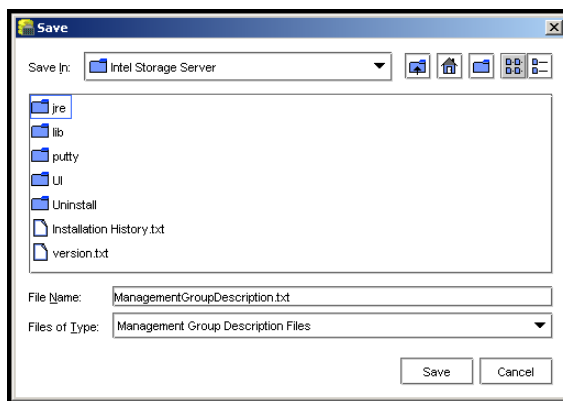 Save
Save In: Intel Storage Server
jre
lib
putty
UI
Uninstall
Installation History.txt
version.txt
File Name: ManagementGroupDescription.txt
Files of Type: Management Group Description Files
Save Cancel